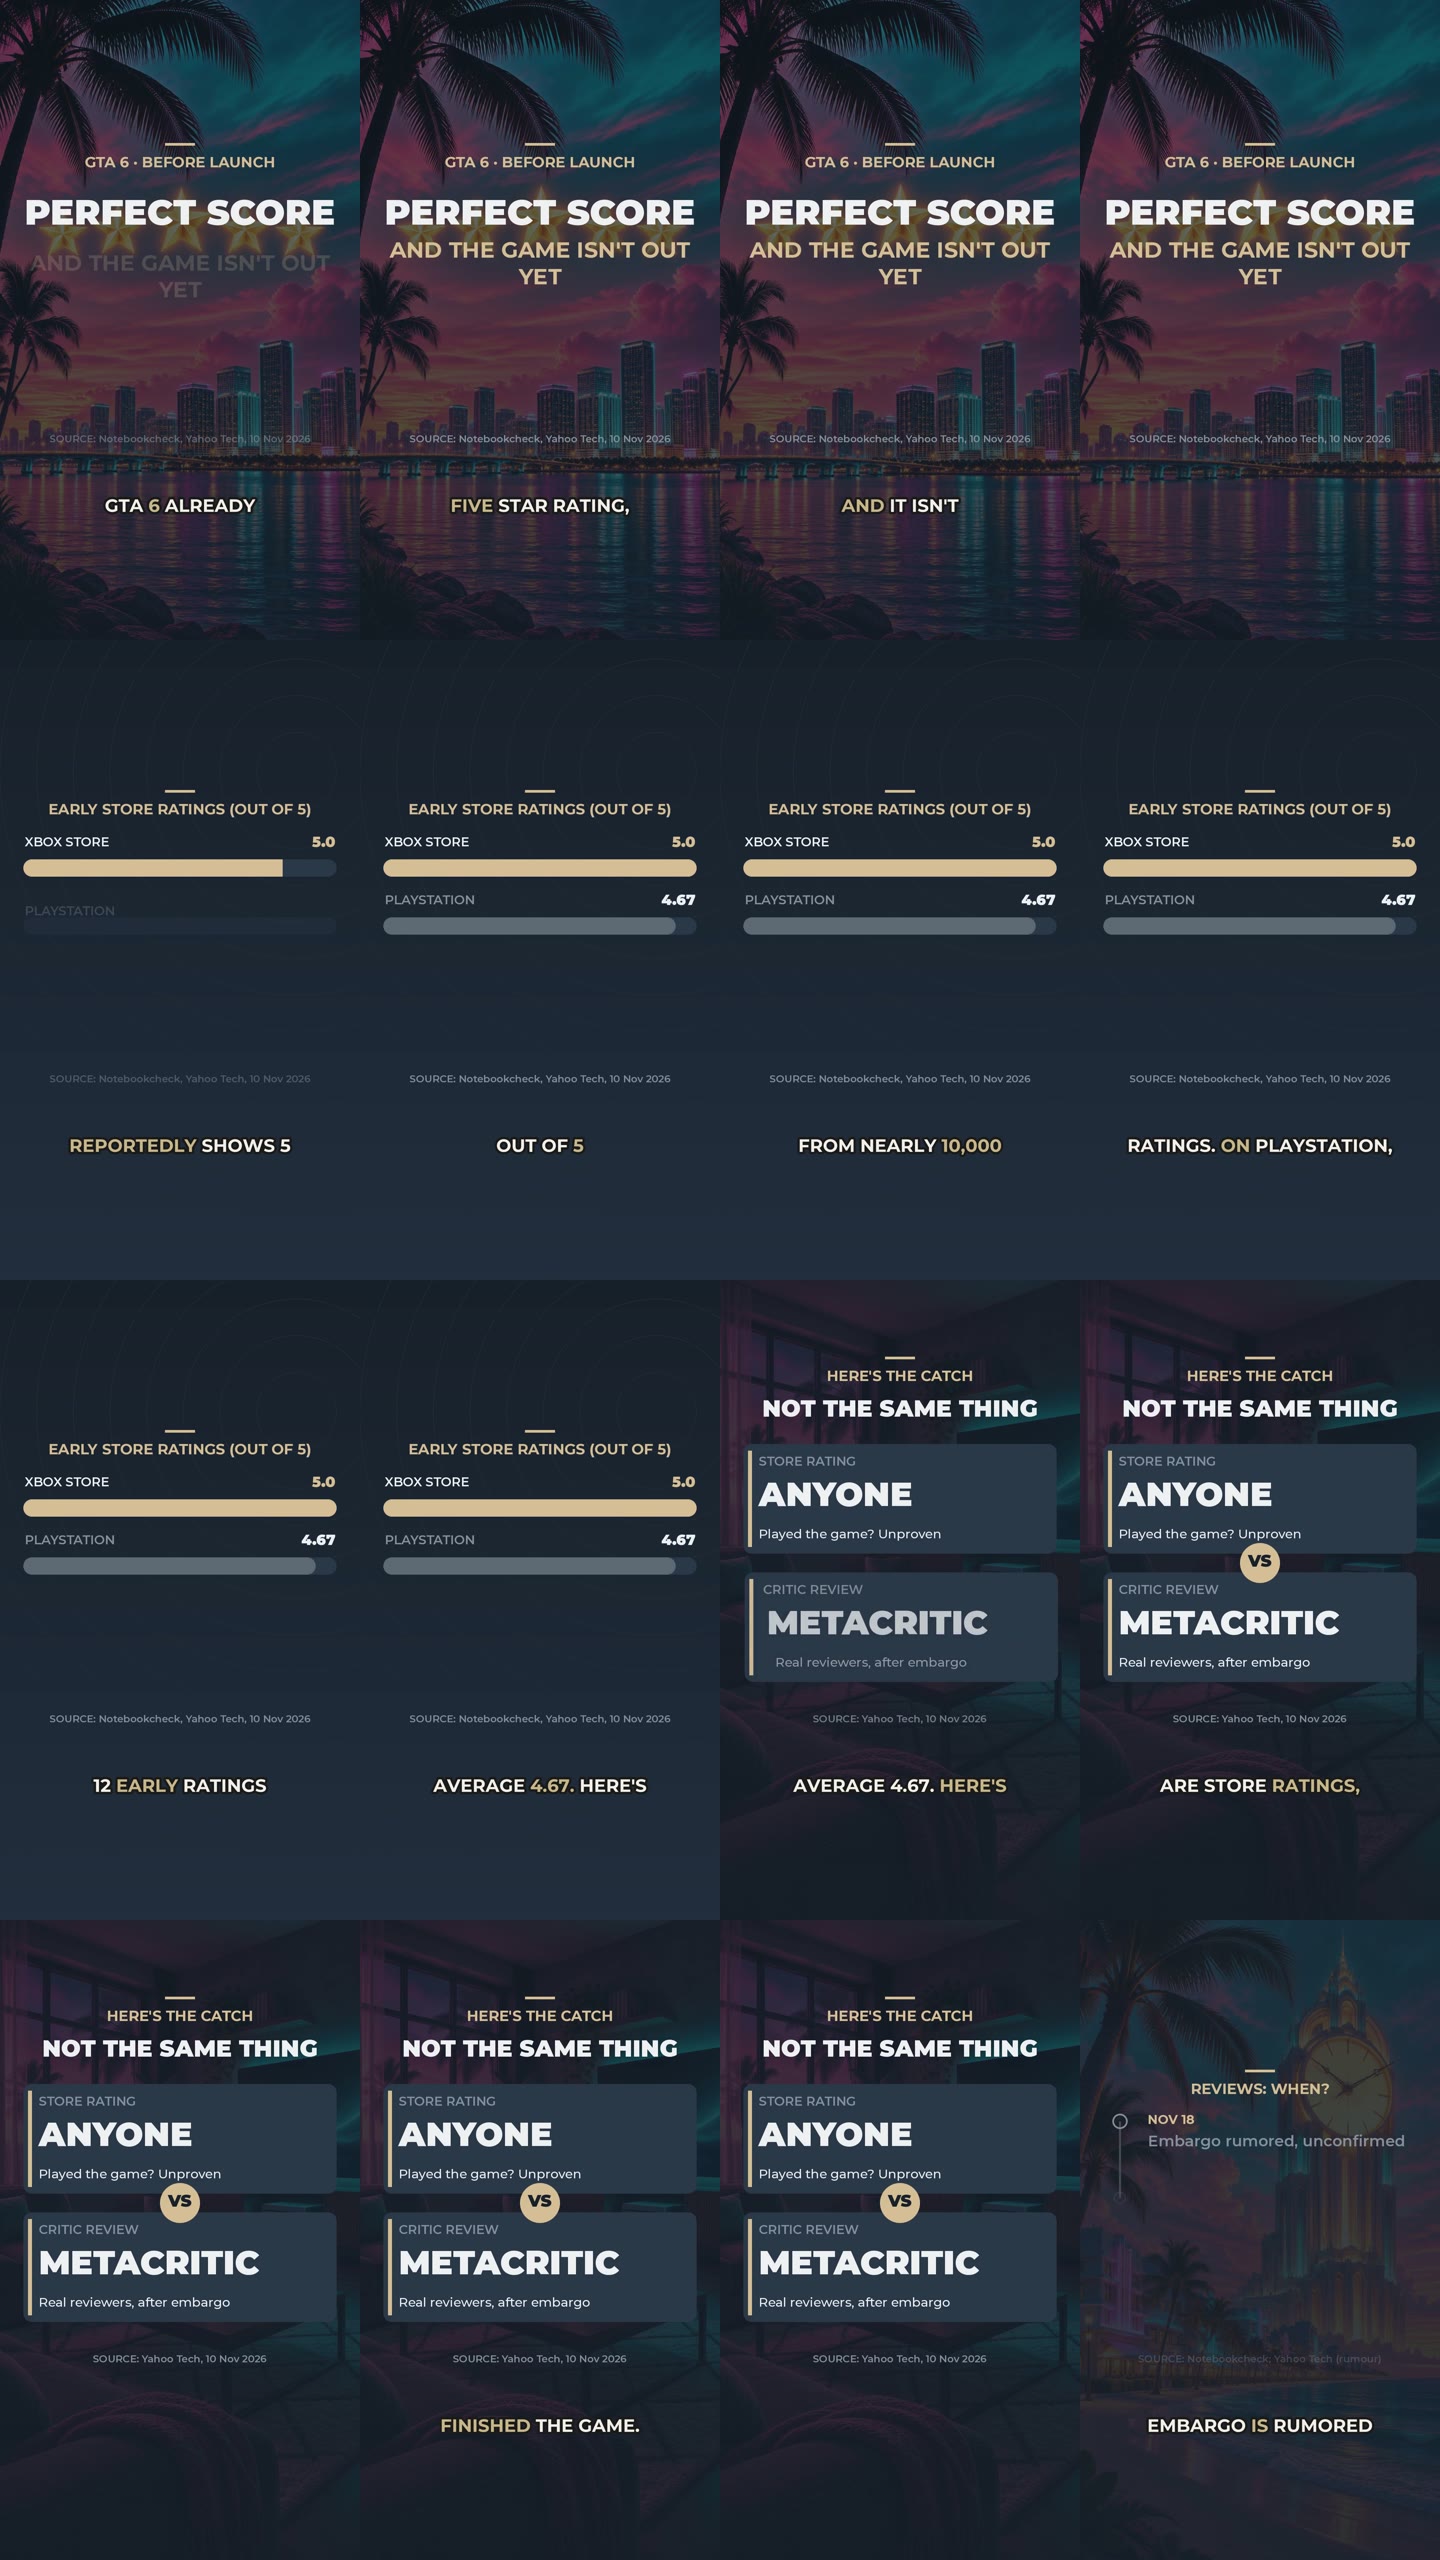 GTA 6 • BEFORE LAUNCH
PERFECT SCORE
AND THE GAME ISN'T OUT
YET
SOURCE: Notebookcheck, Yahoo Tech, 10 Nov 2026
GTA 6 ALREADY
GTA 6 • BEFORE LAUNCH
PERFECT SCORE
AND THE GAME ISN'T OUT
YET
SOURCE: Notebookcheck, Yahoo Tech, 10 Nov 2026
FIVE STAR RATING,
GTA 6 • BEFORE LAUNCH
PERFECT SCORE
AND THE GAME ISN'T OUT
YET
SOURCE: Notebookcheck, Yahoo Tech, 10 Nov 2026
AND IT ISN'T
GTA 6 • BEFORE LAUNCH
PERFECT SCORE
AND THE GAME ISN'T OUT
YET
SOURCE: Notebookcheck, Yahoo Tech, 10 Nov 2026
EARLY STORE RATINGS (OUT OF 5)
XBOX STORE 5.0
PLAYSTATION
SOURCE: Notebookcheck, Yahoo Tech, 10 Nov 2026
REPORTEDLY SHOWS 5
EARLY STORE RATINGS (OUT OF 5)
XBOX STORE 5.0
PLAYSTATION 4.67
SOURCE: Notebookcheck, Yahoo Tech, 10 Nov 2026
OUT OF 5
EARLY STORE RATINGS (OUT OF 5)
XBOX STORE 5.0
PLAYSTATION 4.67
SOURCE: Notebookcheck, Yahoo Tech, 10 Nov 2026
FROM NEARLY 10,000
EARLY STORE RATINGS (OUT OF 5)
XBOX STORE 5.0
PLAYSTATION 4.67
SOURCE: Notebookcheck, Yahoo Tech, 10 Nov 2026
RATINGS. ON PLAYSTATION,
EARLY STORE RATINGS (OUT OF 5)
XBOX STORE 5.0
PLAYSTATION 4.67
SOURCE: Notebookcheck, Yahoo Tech, 10 Nov 2026
12 EARLY RATINGS
EARLY STORE RATINGS (OUT OF 5)
XBOX STORE 5.0
PLAYSTATION 4.67
SOURCE: Notebookcheck, Yahoo Tech, 10 Nov 2026
AVERAGE 4.67. HERE'S
HERE'S THE CATCH
NOT THE SAME THING
STORE RATING
ANYONE
Played the game? Unproven
CRITIC REVIEW
METACRITIC
Real reviewers, after embargo
SOURCE: Yahoo Tech, 10 Nov 2026
AVERAGE 4.67. HERE'S
HERE'S THE CATCH
NOT THE SAME THING
STORE RATING
ANYONE
Played the game? Unproven
VS
CRITIC REVIEW
METACRITIC
Real reviewers, after embargo
SOURCE: Yahoo Tech, 10 Nov 2026
ARE STORE RATINGS,
HERE'S THE CATCH
NOT THE SAME THING
STORE RATING
ANYONE
Played the game? Unproven
VS
CRITIC REVIEW
METACRITIC
Real reviewers, after embargo
SOURCE: Yahoo Tech, 10 Nov 2026
HERE'S THE CATCH
NOT THE SAME THING
STORE RATING
ANYONE
Played the game? Unproven
VS
CRITIC REVIEW
METACRITIC
Real reviewers, after embargo
SOURCE: Yahoo Tech, 10 Nov 2026
FINISHED THE GAME.
HERE'S THE CATCH
NOT THE SAME THING
STORE RATING
ANYONE
Played the game? Unproven
VS
CRITIC REVIEW
METACRITIC
Real reviewers, after embargo
SOURCE: Yahoo Tech, 10 Nov 2026
REVIEWS: WHEN?
NOV 18
Embargo rumored, unconfirmed
SOURCE: Notebookcheck; Yahoo Tech (rumour)
EMBARGO IS RUMORED